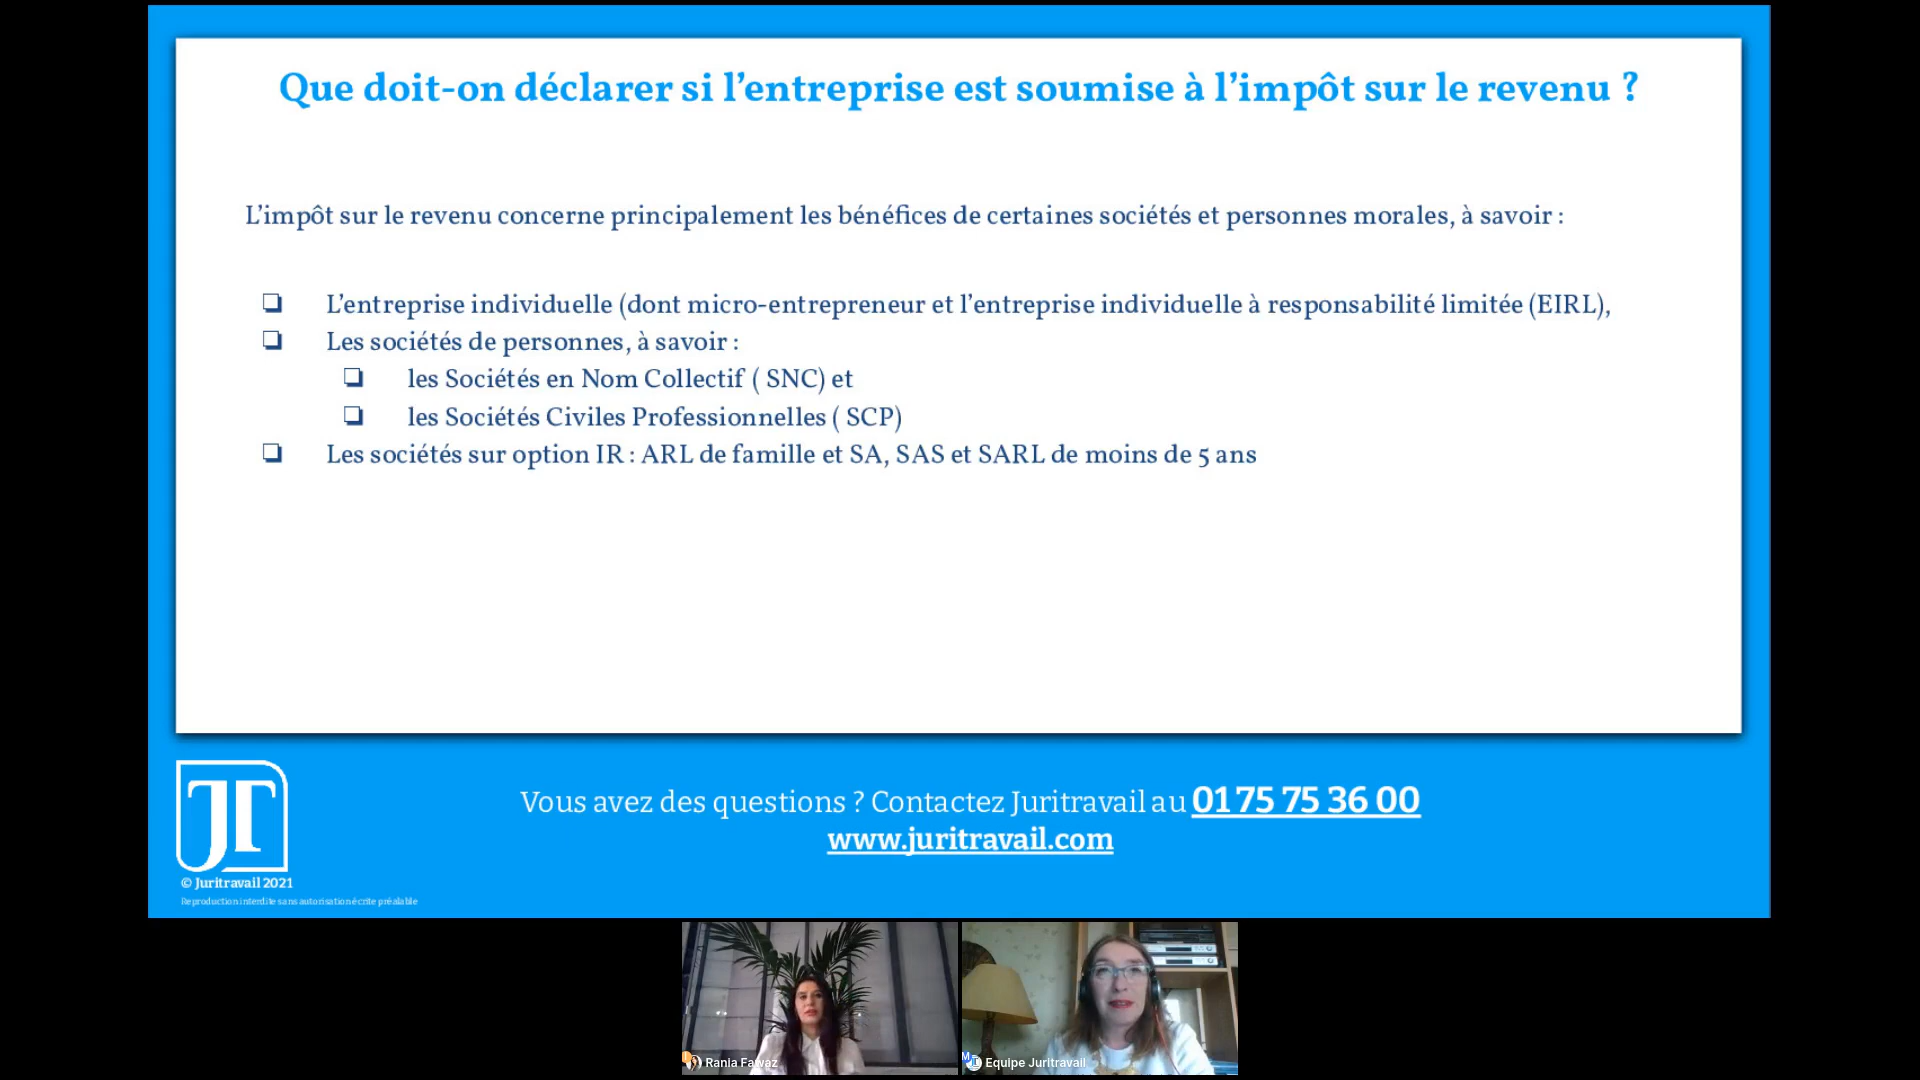 Que doit-on déclarer si l’entreprise est soumise à l’impôt sur le revenu ?
L’impôt sur le revenu concerne principalement les bénéfices de certaines sociétés et personnes morales, à savoir :
❏ L’entreprise individuelle (dont micro-entrepreneur et l’entreprise individuelle à responsabilité limitée (EIRL),
❏ Les sociétés de personnes, à savoir :
❏ les Sociétés en Nom Collectif ( SNC) et
❏ les Sociétés Civiles Professionnelles ( SCP)
❏ Les sociétés sur option IR : ARL de famille et SA, SAS et SARL de moins de 5 ans
Vous avez des questions ? Contactez Juritravail au 01 75 75 36 00
www.juritravail.com
JT
© Juritravail 2021
Reproduction interdite sans autorisation écrite préalable
Rania Fawaz
Equipe Juritravail